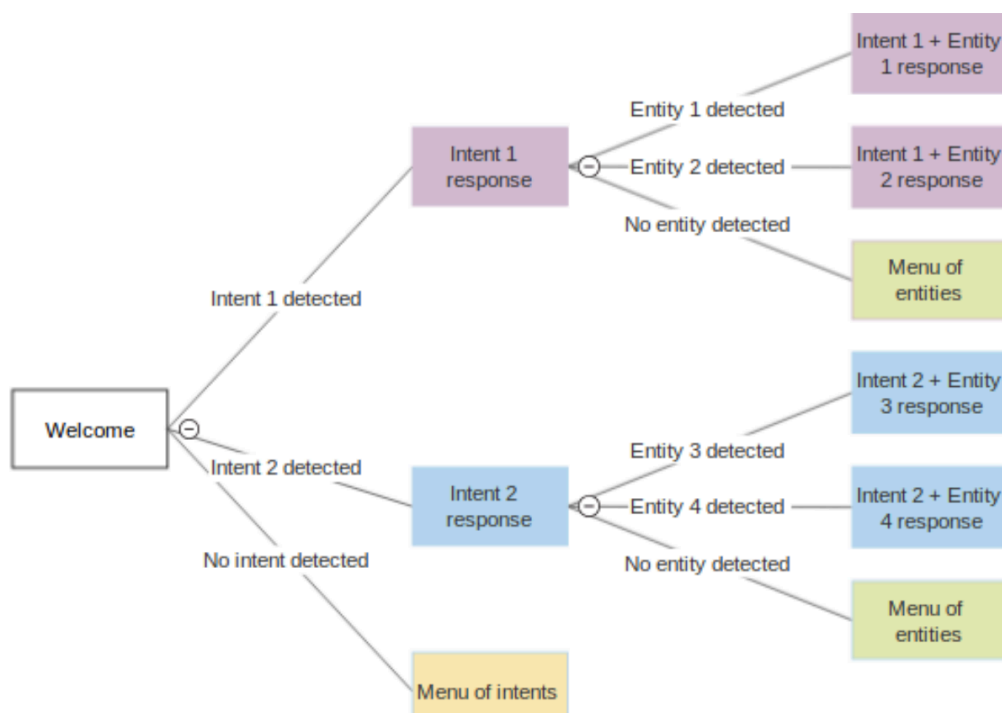 Intent 1 + Entity
1 response
Entity 1 detected
Intent 1
response
Entity 2 detected
Intent 1 + Entity
2 response
No entity detected
Menu of
entities
Intent 1 detected
Welcome
Intent 2 detected
Intent 2 + Entity
3 response
Entity 3 detected
Intent 2
response
Entity 4 detected
Intent 2 + Entity
4 response
No entity detected
Menu of
entities
No intent detected
Menu of intents